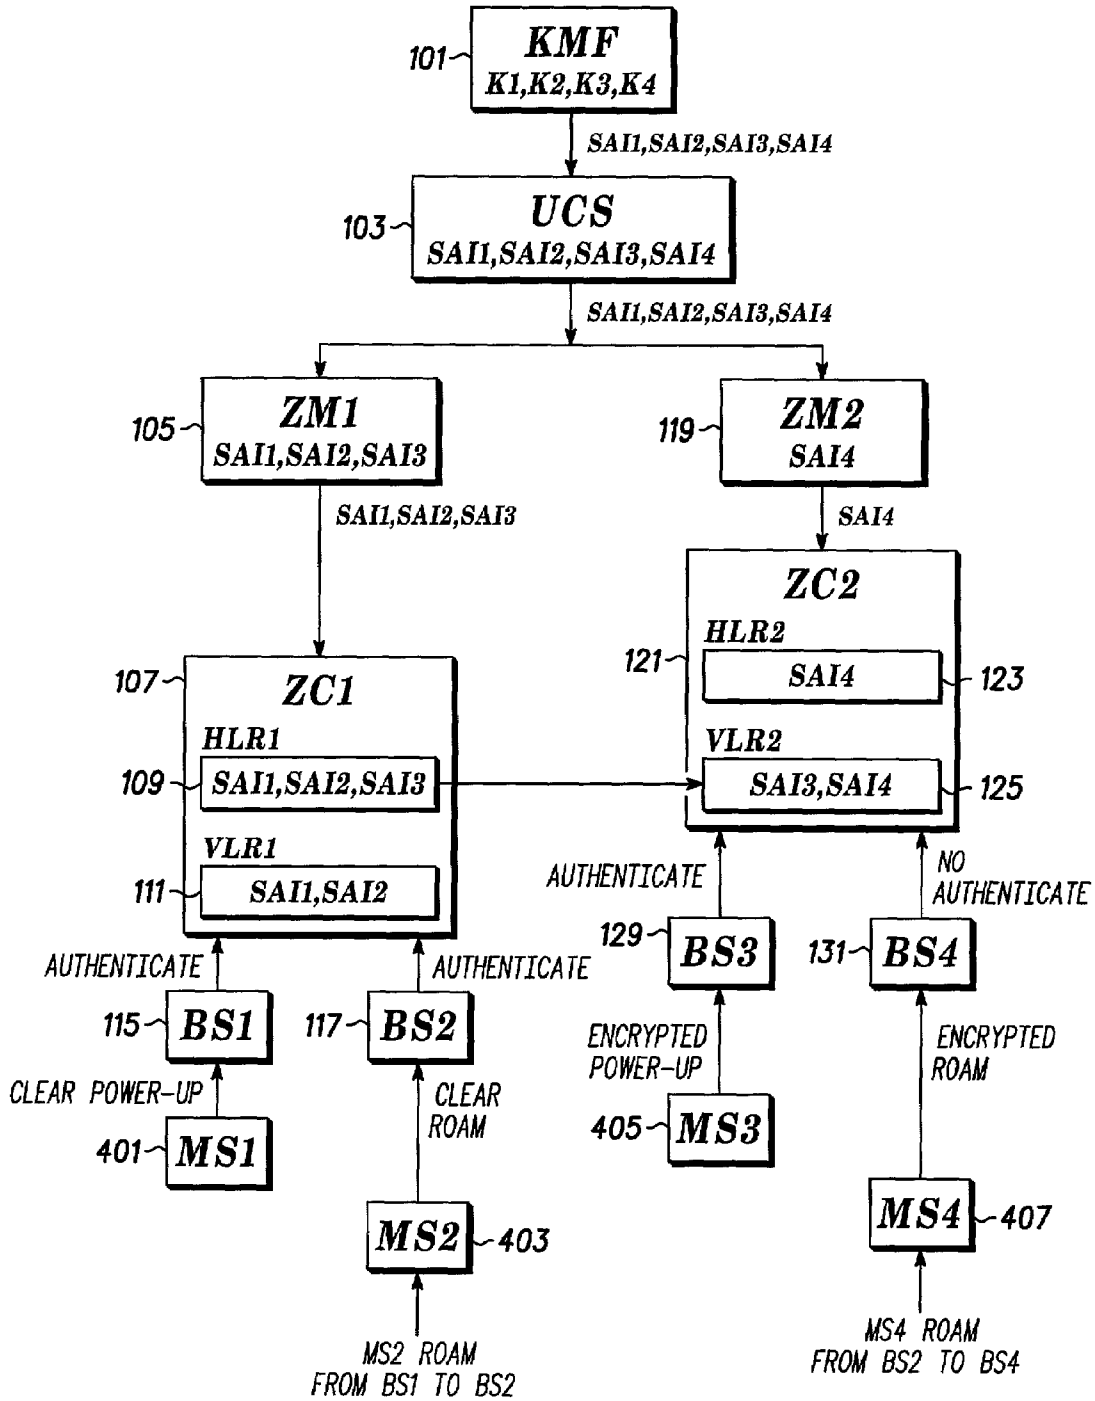 KMF
101
K1,K2,K3,K4
SAI1,SAI2,SAI3,SAI4
UCS
103
SAI1,SAI2,SAI3,SAI4
SAI1,SAI2,SAI3,SAI4
ZM1
105
SAI1,SAI2,SAI3
ZM2
119
SAI4
SAI1,SAI2,SAI3
SAI4
ZC2
HLR2
121
SAI4
123
VLR2
SAI3,SAI4
125
107
ZC1
HLR1
109
SAI1,SAI2,SAI3
VLR1
111
SAI1,SAI2
AUTHENTICATE
NO
AUTHENTICATE
129
BS3
131
BS4
AUTHENTICATE
AUTHENTICATE
115
BS1
117
BS2
ENCRYPTED
POWER-UP
ENCRYPTED
ROAM
CLEAR POWER-UP
CLEAR
ROAM
405
MS3
401
MS1
MS4
407
MS2
403
MS4 ROAM
FROM BS2 TO BS4
MS2 ROAM
FROM BS1 TO BS2